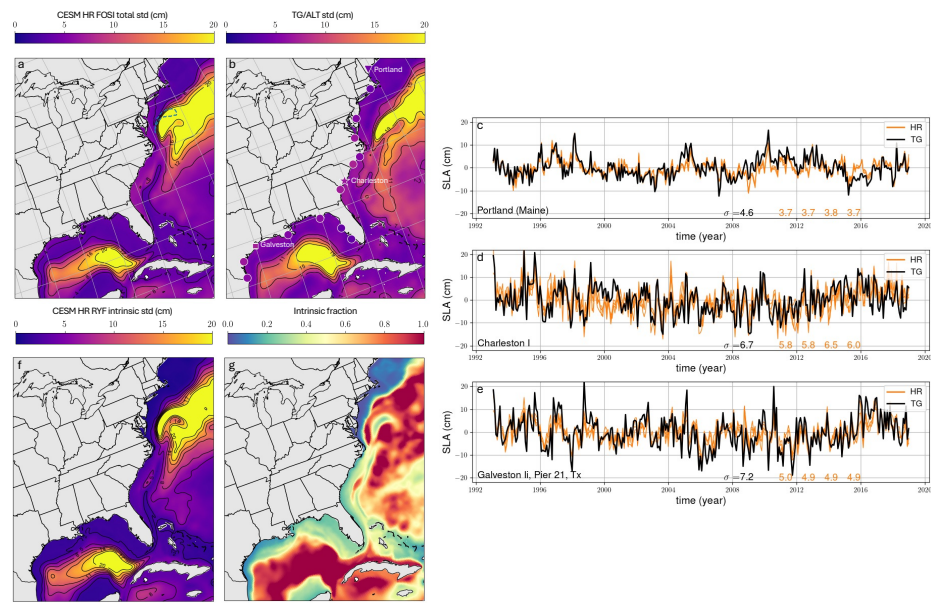 CESM HR FOSI total std (cm)
TG/ALT std (cm)
0 5 10 15 20
0 5 10 15 20
a
b
Portland
Charleston
Galveston
c
HR
TG
20
10
0
−10
−20
SLA (cm)
Portland (Maine)
σ =4.6 3.7 3.7 3.8 3.7
1992 1996 2000 2004 2008 2012 2016 2020
time (year)
d
HR
TG
20
10
0
−10
−20
SLA (cm)
Charleston I
σ =6.7 5.8 5.8 6.5 6.0
1992 1996 2000 2004 2008 2012 2016 2020
time (year)
CESM HR RYF intrinsic std (cm)
Intrinsic fraction
0 5 10 15 20
0.0 0.2 0.4 0.6 0.8 1.0
f
g
e
HR
TG
20
10
0
−10
−20
SLA (cm)
Galveston Ii, Pier 21, Tx
σ =7.2 5.0 4.9 4.9 4.9
1992 1996 2000 2004 2008 2012 2016 2020
time (year)